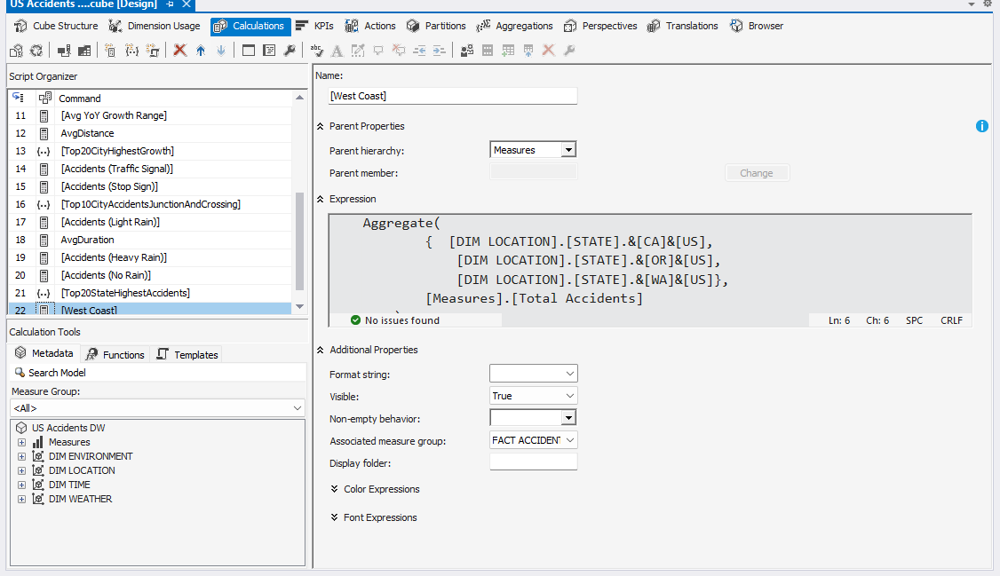 US Accidents ....cube [Design]
Cube Structure Dimension Usage Calculations KPIs Actions Partitions Aggregations Perspectives Translations Browser
Script Organizer
Command
11 [Avg YoY Growth Range]
12 AvgDistance
13 {..} [Top20CityHighestGrowth]
14 [Accidents (Traffic Signal)]
15 [Accidents (Stop Sign)]
16 {..} [Top10CityAccidentsJunctionAndCrossing]
17 [Accidents (Light Rain)]
18 AvgDuration
19 [Accidents (Heavy Rain)]
20 [Accidents (No Rain)]
21 {..} [Top20StateHighestAccidents]
22 [West Coast]
Calculation Tools
Metadata Functions Templates
Search Model
Measure Group:
<All>
US Accidents DW
Measures
DIM ENVIRONMENT
DIM LOCATION
DIM TIME
DIM WEATHER
Name:
[West Coast]
Parent Properties
Parent hierarchy: Measures
Parent member: Change
Expression
Aggregate(
{ [DIM LOCATION].[STATE].&[CA]&[US],
[DIM LOCATION].[STATE].&[OR]&[US],
[DIM LOCATION].[STATE].&[WA]&[US]},
[Measures].[Total Accidents]
No issues found Ln: 6 Ch: 6 SPC CRLF
Additional Properties
Format string:
Visible: True
Non-empty behavior:
Associated measure group: FACT ACCIDENT
Display folder:
Color Expressions
Font Expressions